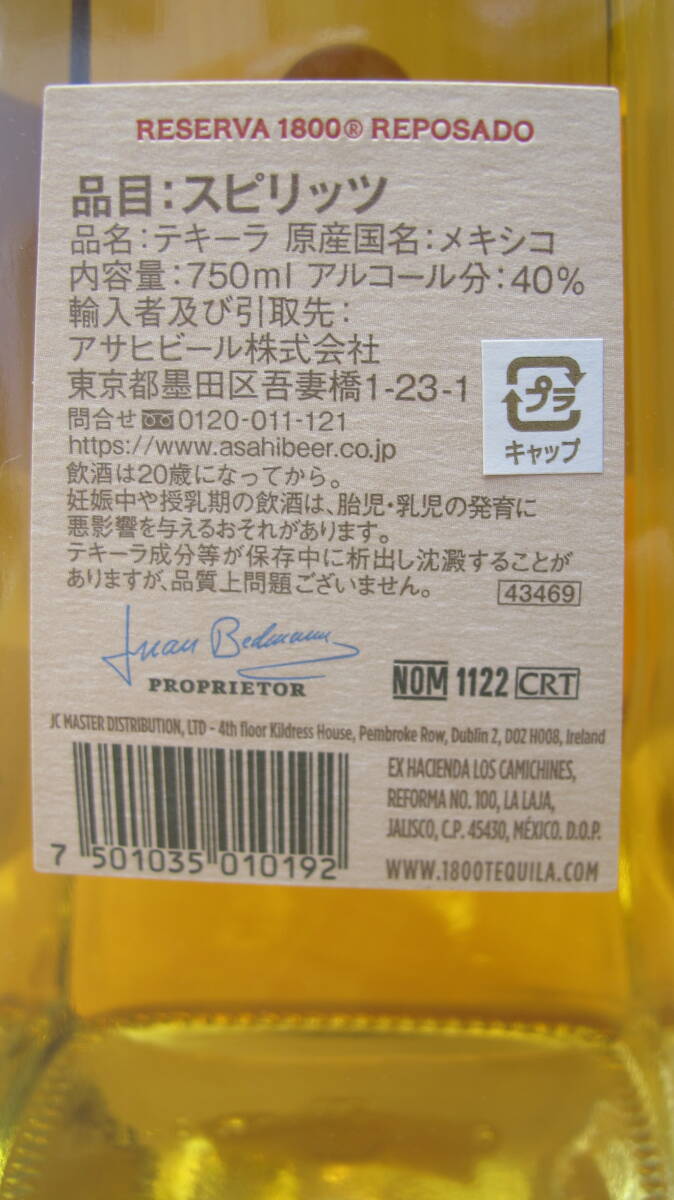 RESERVA 1800® REPOSADO
品目：スピリッツ
品名：テキーラ 原産国名：メキシコ
内容量：750ml アルコール分：40%
輸入者及び引取先：
アサヒビール株式会社
東京都墨田区吾妻橋1-23-1
問合せ 0120-011-121
https://www.asahibeer.co.jp
プラ
キャップ
飲酒は20歳になってから。
妊娠中や授乳期の飲酒は、胎児・乳児の発育に
悪影響を与えるおそれがあります。
テキーラ成分等が保存中に析出し沈澱することが
ありますが、品質上問題ございません。
43469
Juan Beckmann
PROPRIETOR
NOM 1122 CRT
JC MASTER DISTRIBUTION, LTD - 4th floor Kildress House, Pembroke Row, Dublin 2, D02 H008, Ireland
EX HACIENDA LOS CAMICHINES,
REFORMA NO. 100, LA LAJA,
JALISCO, C.P. 45430, MÉXICO. D.O.P.
7 501035 010192
WWW.1800TEQUILA.COM